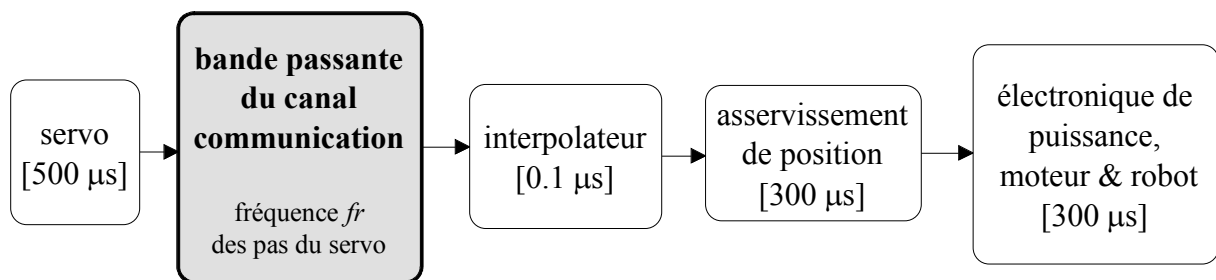 servo
[500 µs]
bande passante
du canal
communication
fréquence fr
des pas du servo
interpolateur
[0.1 µs]
asservissement
de position
[300 µs]
électronique de
puissance,
moteur & robot
[300 µs]